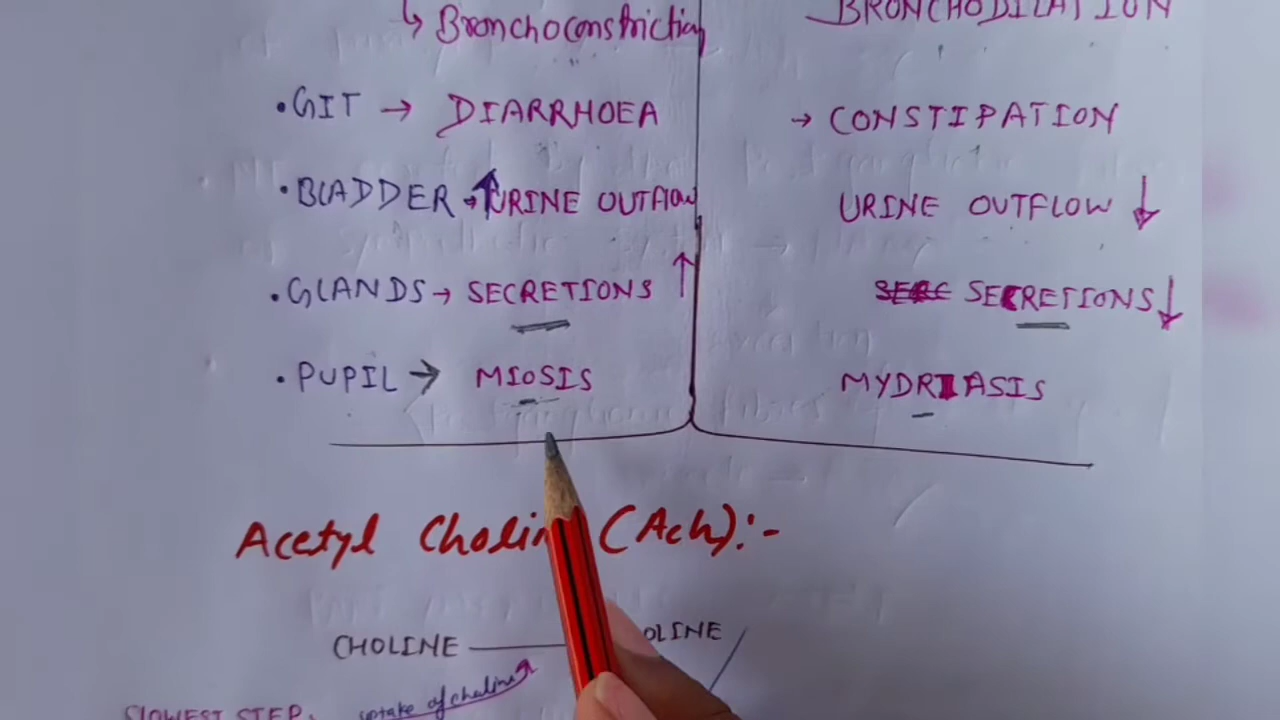 ↳ Bronchoconstriction
BRONCHODILATION
• GIT → DIARRHOEA
→ CONSTIPATION
• BLADDER → ↑URINE OUTFLOW
URINE OUTFLOW ↓
• GLANDS → SECRETIONS ↑
SECRETIONS ↓
• PUPIL → MIOSIS
MYDRIASIS
Acetyl Cholin (Ach):-
CHOLINE
OLINE
uptake of choline
SLOWEST STEP.